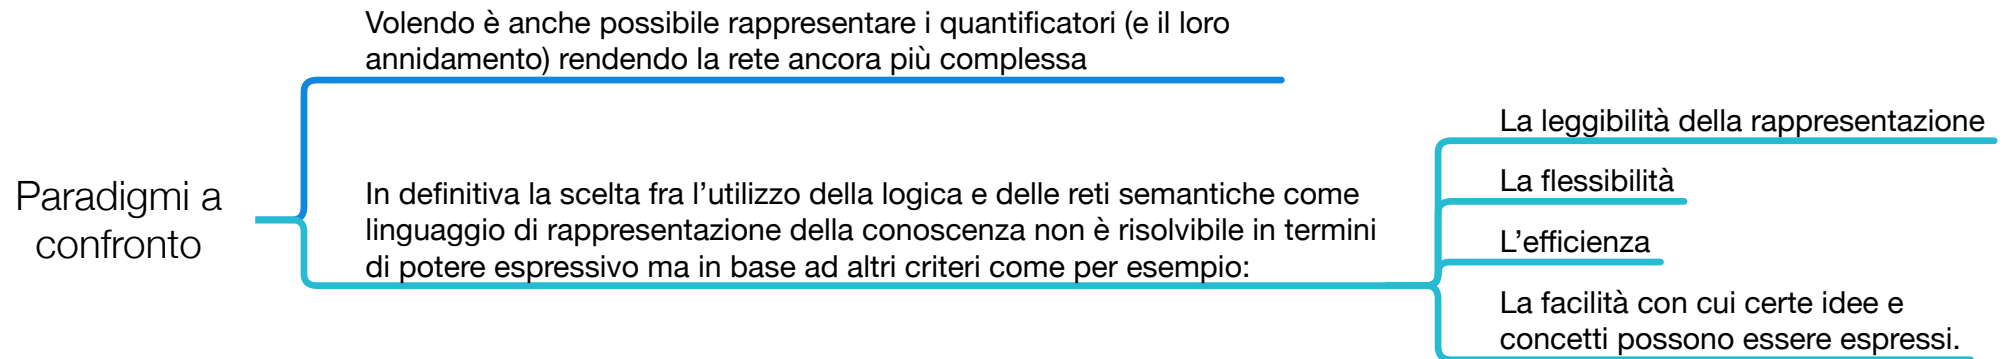 Volendo è anche possibile rappresentare i quantificatori (e il loro
annidamento) rendendo la rete ancora più complessa
Paradigmi a
confronto
In definitiva la scelta fra l’utilizzo della logica e delle reti semantiche come
linguaggio di rappresentazione della conoscenza non è risolvibile in termini
di potere espressivo ma in base ad altri criteri come per esempio:
La leggibilità della rappresentazione
La flessibilità
L’efficienza
La facilità con cui certe idee e
concetti possono essere espressi.